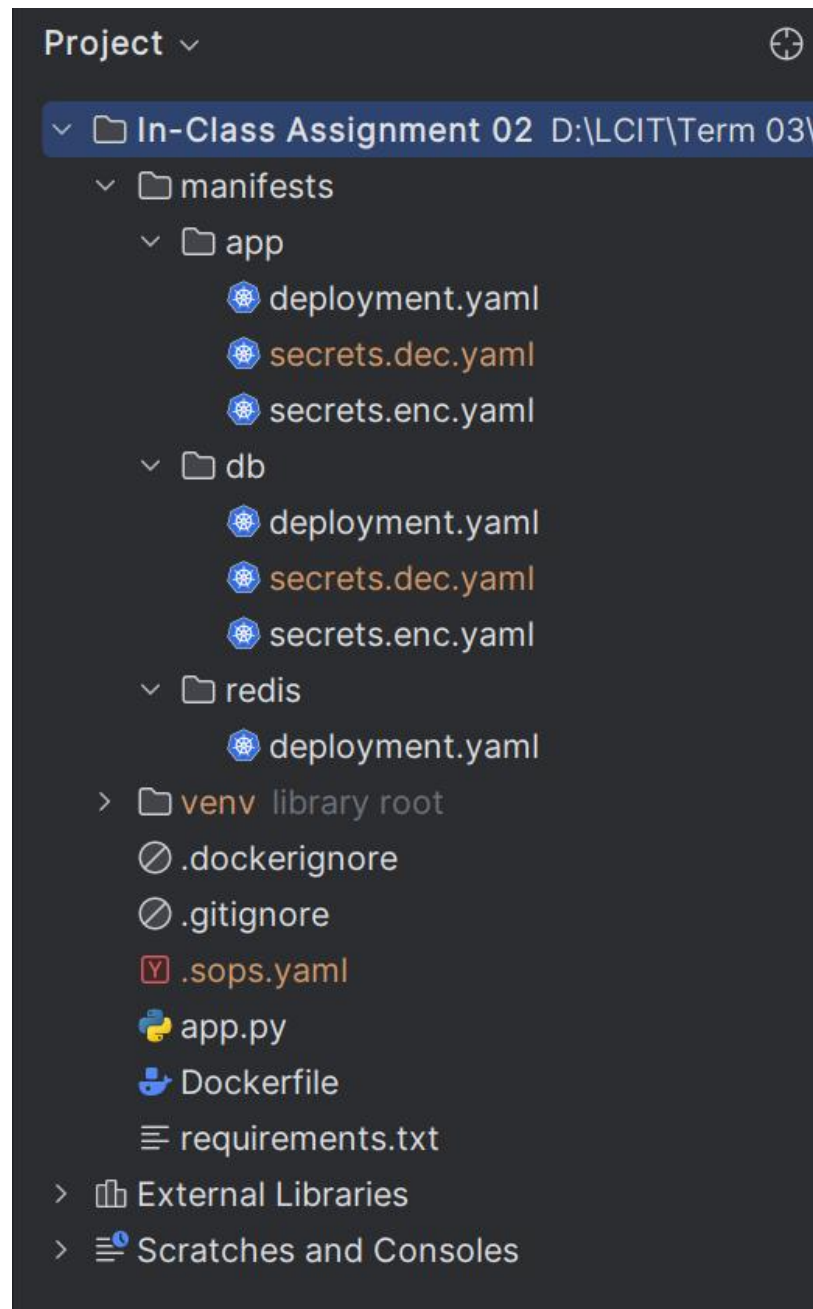 Project
In-Class Assignment 02 D:\LCIT\Term 03\
manifests
app
deployment.yaml
secrets.dec.yaml
secrets.enc.yaml
db
deployment.yaml
secrets.dec.yaml
secrets.enc.yaml
redis
deployment.yaml
venv library root
.dockerignore
.gitignore
.sops.yaml
app.py
Dockerfile
requirements.txt
External Libraries
Scratches and Consoles